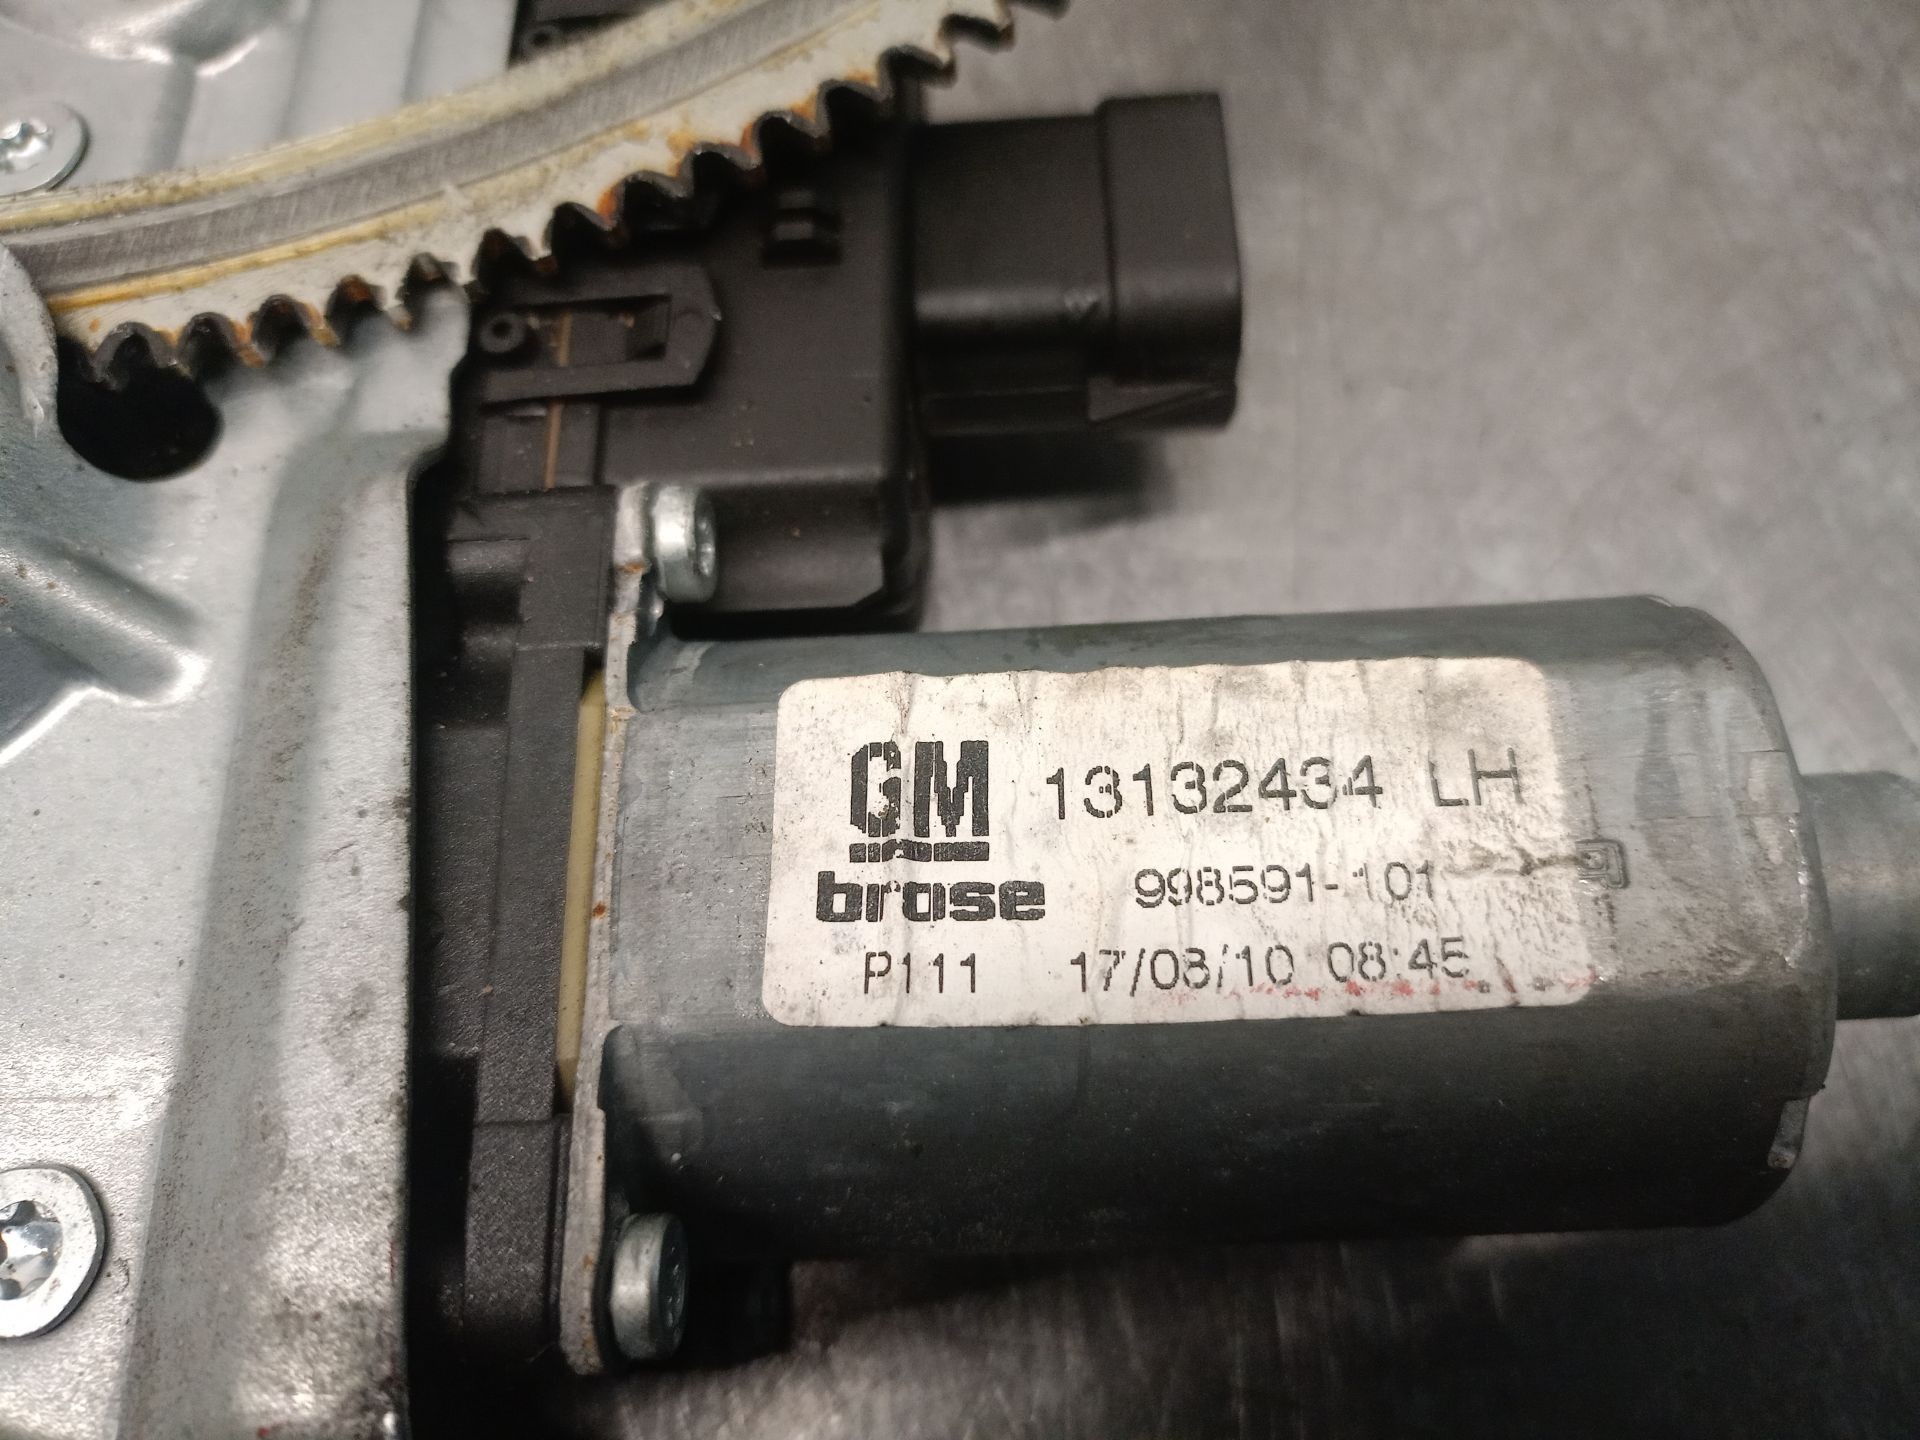 GM 13132434 LH
brose 998591-101
P111 17/08/10 08:45